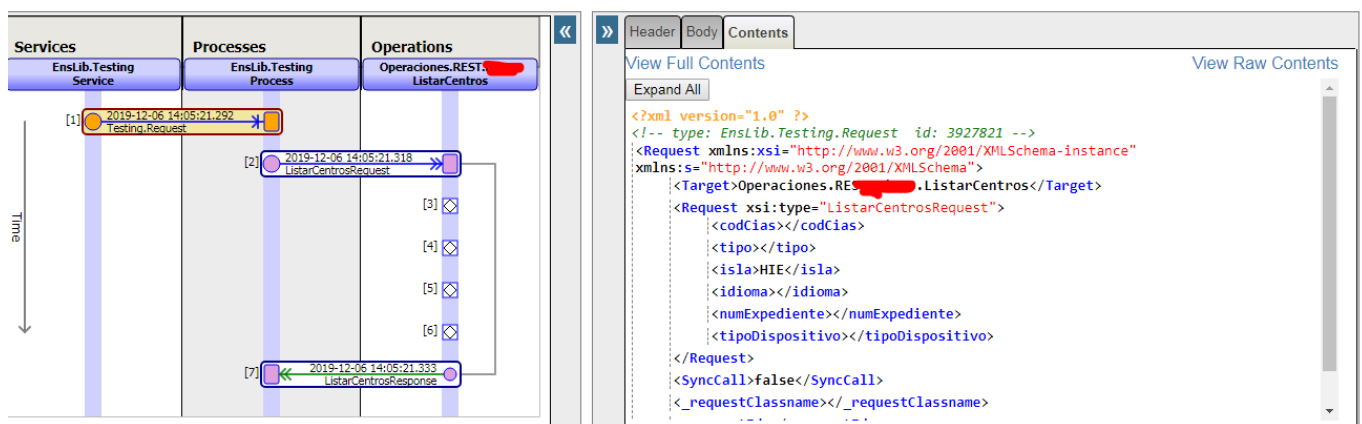 Services
Processes
Operations
EnsLib.Testing
Service
EnsLib.Testing
Process
Operaciones.REST.
ListarCentros
[1]
2019-12-06 14:05:21.292
Testing.Request
[2]
2019-12-06 14:05:21.318
ListarCentrosRequest
[3]
[4]
[5]
[6]
[7]
2019-12-06 14:05:21.333
ListarCentrosResponse
Time
«
»
Header
Body
Contents
View Full Contents
View Raw Contents
Expand All
<?xml version="1.0" ?>
<!-- type: EnsLib.Testing.Request  id: 3927821 -->
<Request xmlns:xsi="http://www.w3.org/2001/XMLSchema-instance"
xmlns:s="http://www.w3.org/2001/XMLSchema">
<Target>Operaciones.RES .ListarCentros</Target>
<Request xsi:type="ListarCentrosRequest">
<codCias></codCias>
<tipo></tipo>
<isla>HIE</isla>
<idioma></idioma>
<numExpediente></numExpediente>
<tipoDispositivo></tipoDispositivo>
</Request>
<SyncCall>false</SyncCall>
<_requestClassname></_requestClassname>